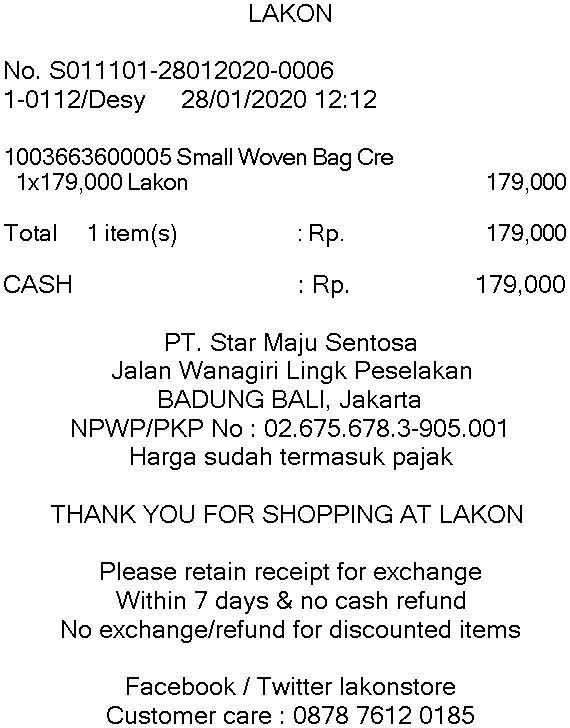 LAKON
No. S011101-28012020-0006
1-0112/Desy 28/01/2020 12:12
1003663600005 Small Woven Bag Cre
1x179,000 Lakon 179,000
Total 1 item(s) : Rp. 179,000
CASH : Rp. 179,000
PT. Star Maju Sentosa
Jalan Wanagiri Lingk Peselakan
BADUNG BALI, Jakarta
NPWP/PKP No : 02.675.678.3-905.001
Harga sudah termasuk pajak
THANK YOU FOR SHOPPING AT LAKON
Please retain receipt for exchange
Within 7 days & no cash refund
No exchange/refund for discounted items
Facebook / Twitter lakonstore
Customer care : 0878 7612 0185